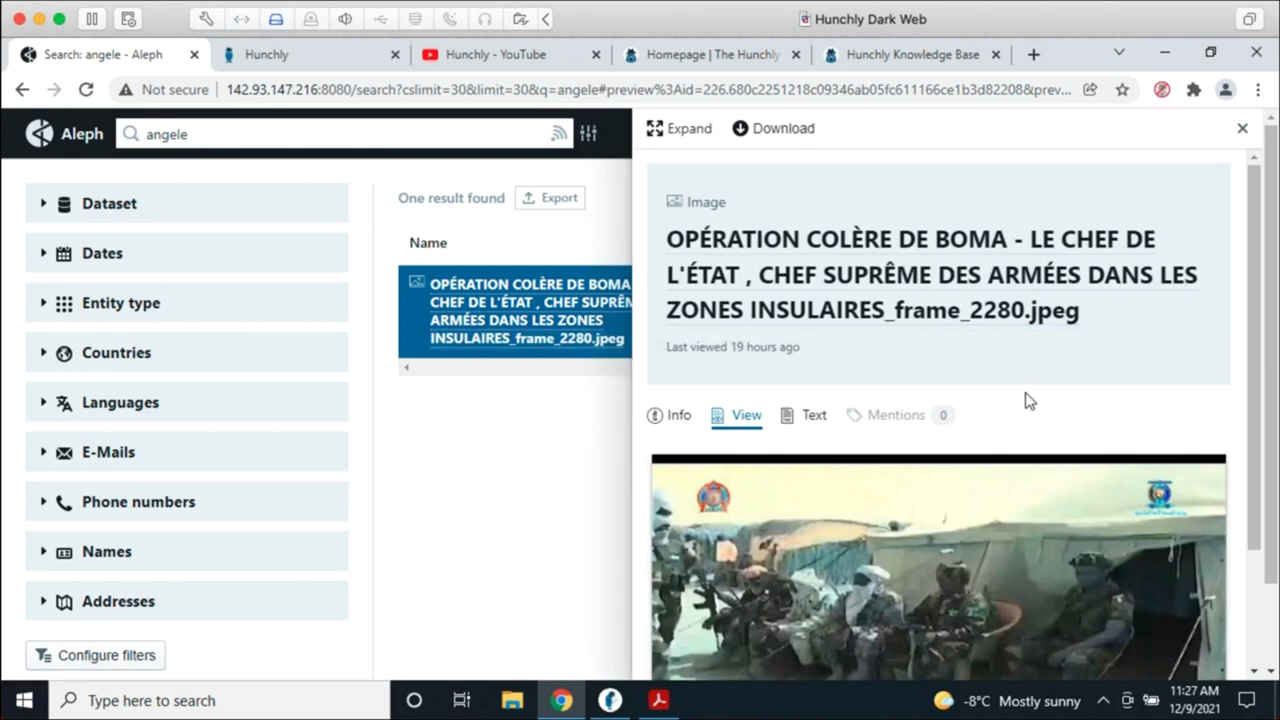 Hunchly Dark Web
Search: angele - Aleph
Hunchly
Hunchly - YouTube
Homepage | The Hunchly
Hunchly Knowledge Base
Not secure
142.93.147.216:8080/search?cslimit=30&limit=30&q=angele#preview%3Aid=226.680c2251218c09346ab05fc611166ce1b3d82208&prev...
Aleph
angele
Expand
Download
Dataset
Dates
Entity type
Countries
Languages
E-Mails
Phone numbers
Names
Addresses
Configure filters
One result found
Export
Name
OPÉRATION COLÈRE DE BOMA
CHEF DE L'ÉTAT , CHEF SUPRÊM
ARMÉES DANS LES ZONES
INSULAIRES_frame_2280.jpeg
Image
OPÉRATION COLÈRE DE BOMA - LE CHEF DE
L'ÉTAT , CHEF SUPRÊME DES ARMÉES DANS LES
ZONES INSULAIRES_frame_2280.jpeg
Last viewed 19 hours ago
Info
View
Text
Mentions
0
Type here to search
-8°C Mostly sunny
11:27 AM
12/9/2021